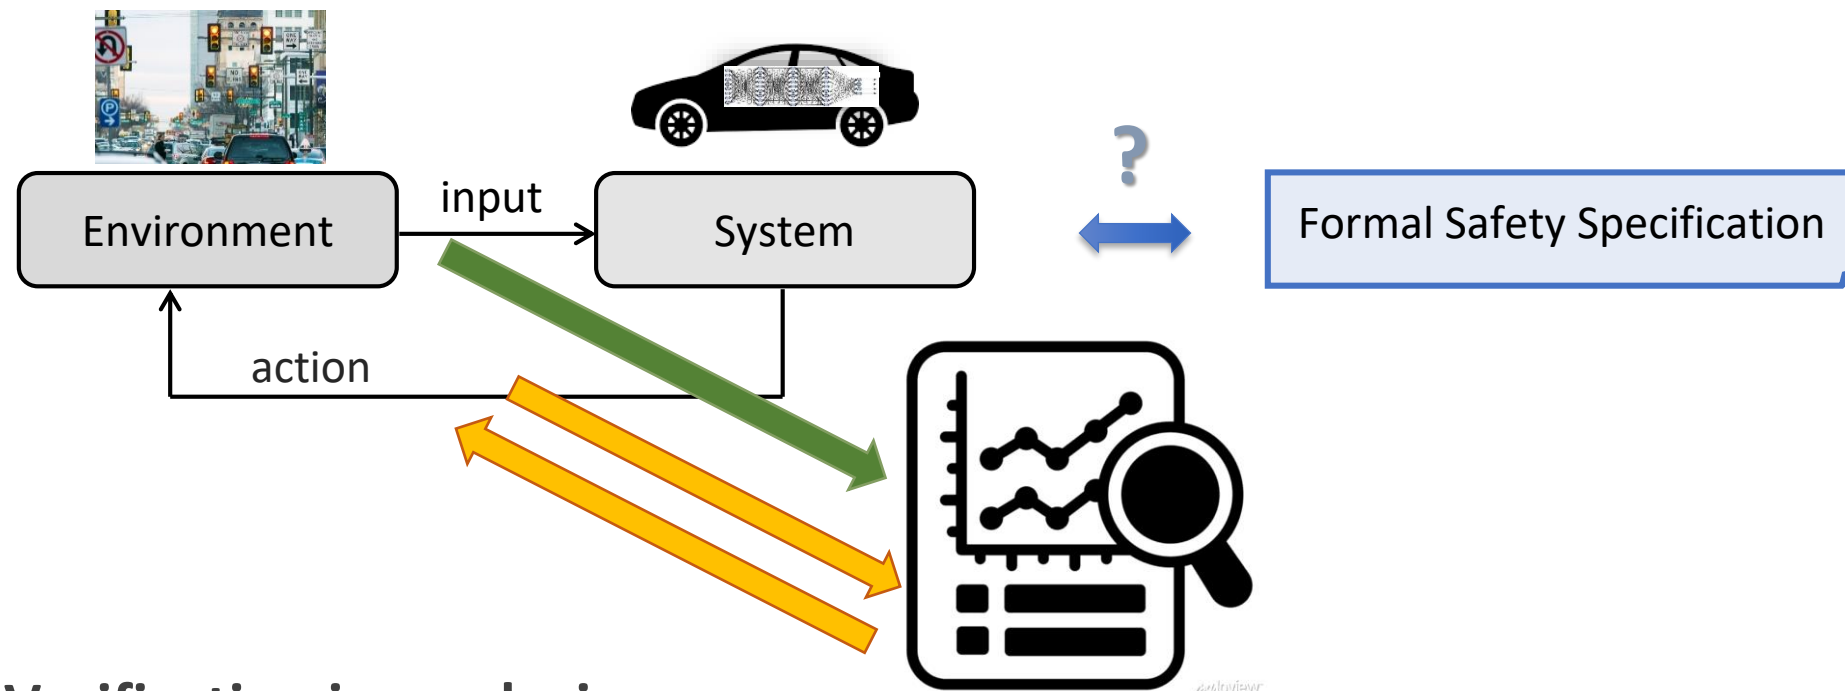 input
Environment
System
?
Formal Safety Specification
action